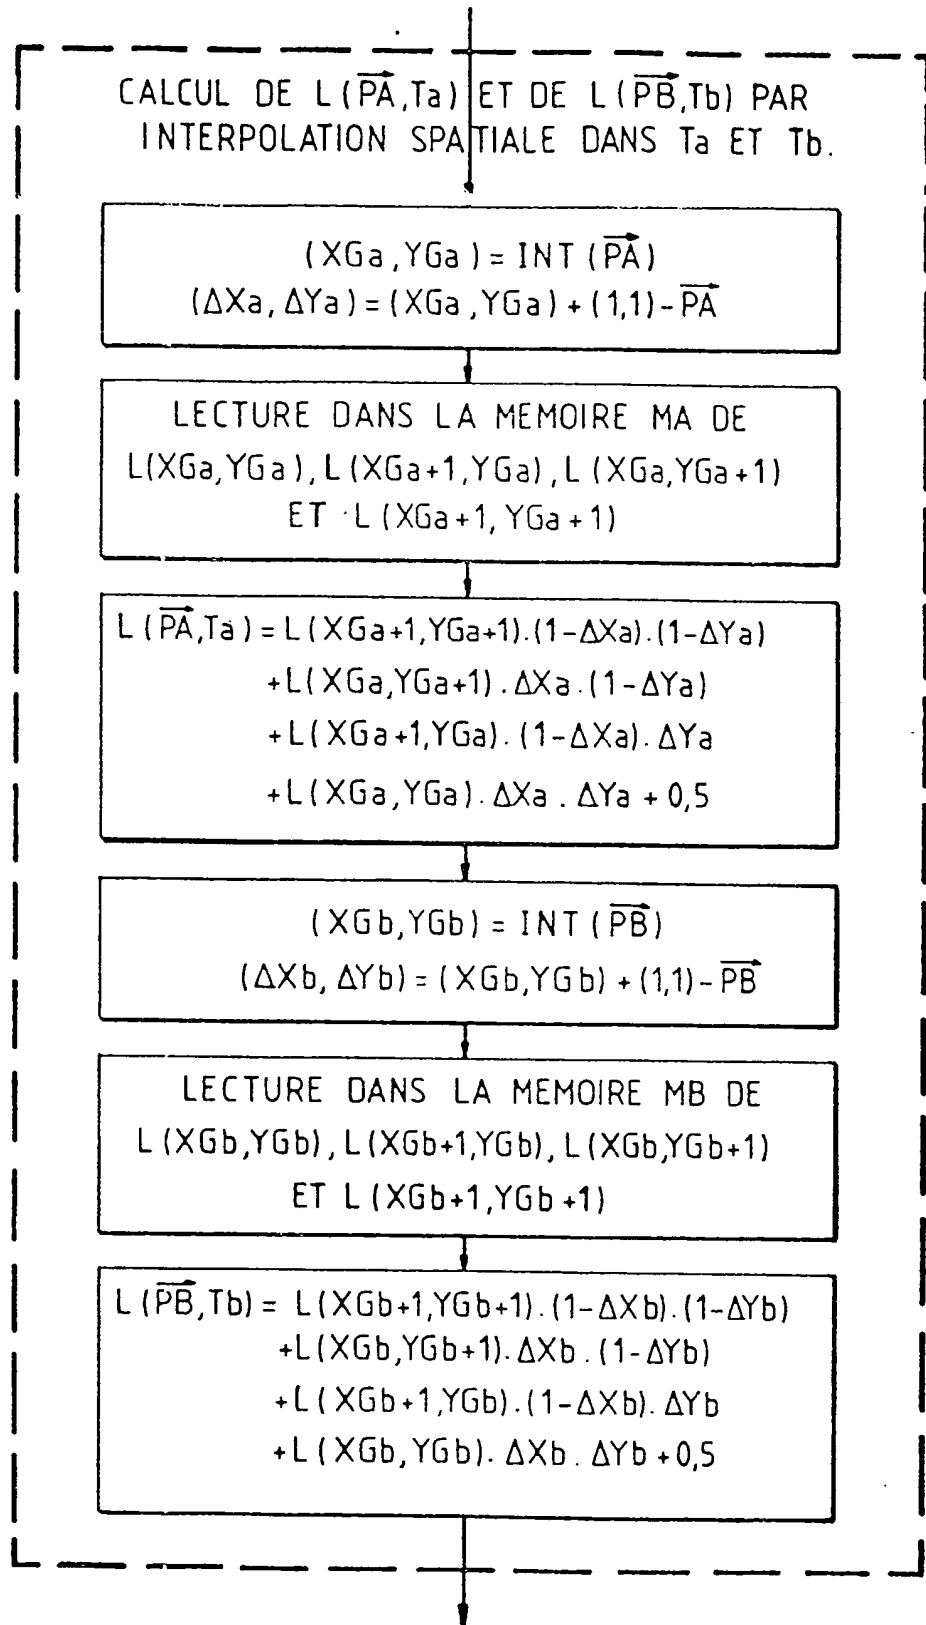 CALCUL DE L(PA,Ta) ET DE L(PB,Tb) PAR
INTERPOLATION SPATIALE DANS Ta ET Tb.
(XGa,YGa) = INT (PA)
(ΔXa, ΔYa) = (XGa,YGa) + (1,1) - PA
LECTURE DANS LA MEMOIRE MA DE
L(XGa,YGa), L(XGa+1,YGa), L(XGa,YGa+1)
ET L(XGa+1, YGa+1)
L(PA,Ta) = L(XGa+1,YGa+1).(1-ΔXa).(1-ΔYa)
+L(XGa,YGa+1). ΔXa.(1-ΔYa)
+L(XGa+1,YGa). (1-ΔXa). ΔYa
+L(XGa,YGa). ΔXa. ΔYa + 0,5
(XGb,YGb) = INT (PB)
(ΔXb, ΔYb) = (XGb,YGb) + (1,1) - PB
LECTURE DANS LA MEMOIRE MB DE
L(XGb,YGb), L(XGb+1,YGb), L(XGb,YGb+1)
ET L(XGb+1,YGb+1)
L(PB,Tb) = L(XGb+1,YGb+1).(1-ΔXb).(1-ΔYb)
+L(XGb,YGb+1). ΔXb.(1-ΔYb)
+L(XGb+1,YGb).(1-ΔXb). ΔYb
+L(XGb,YGb). ΔXb. ΔYb + 0,5